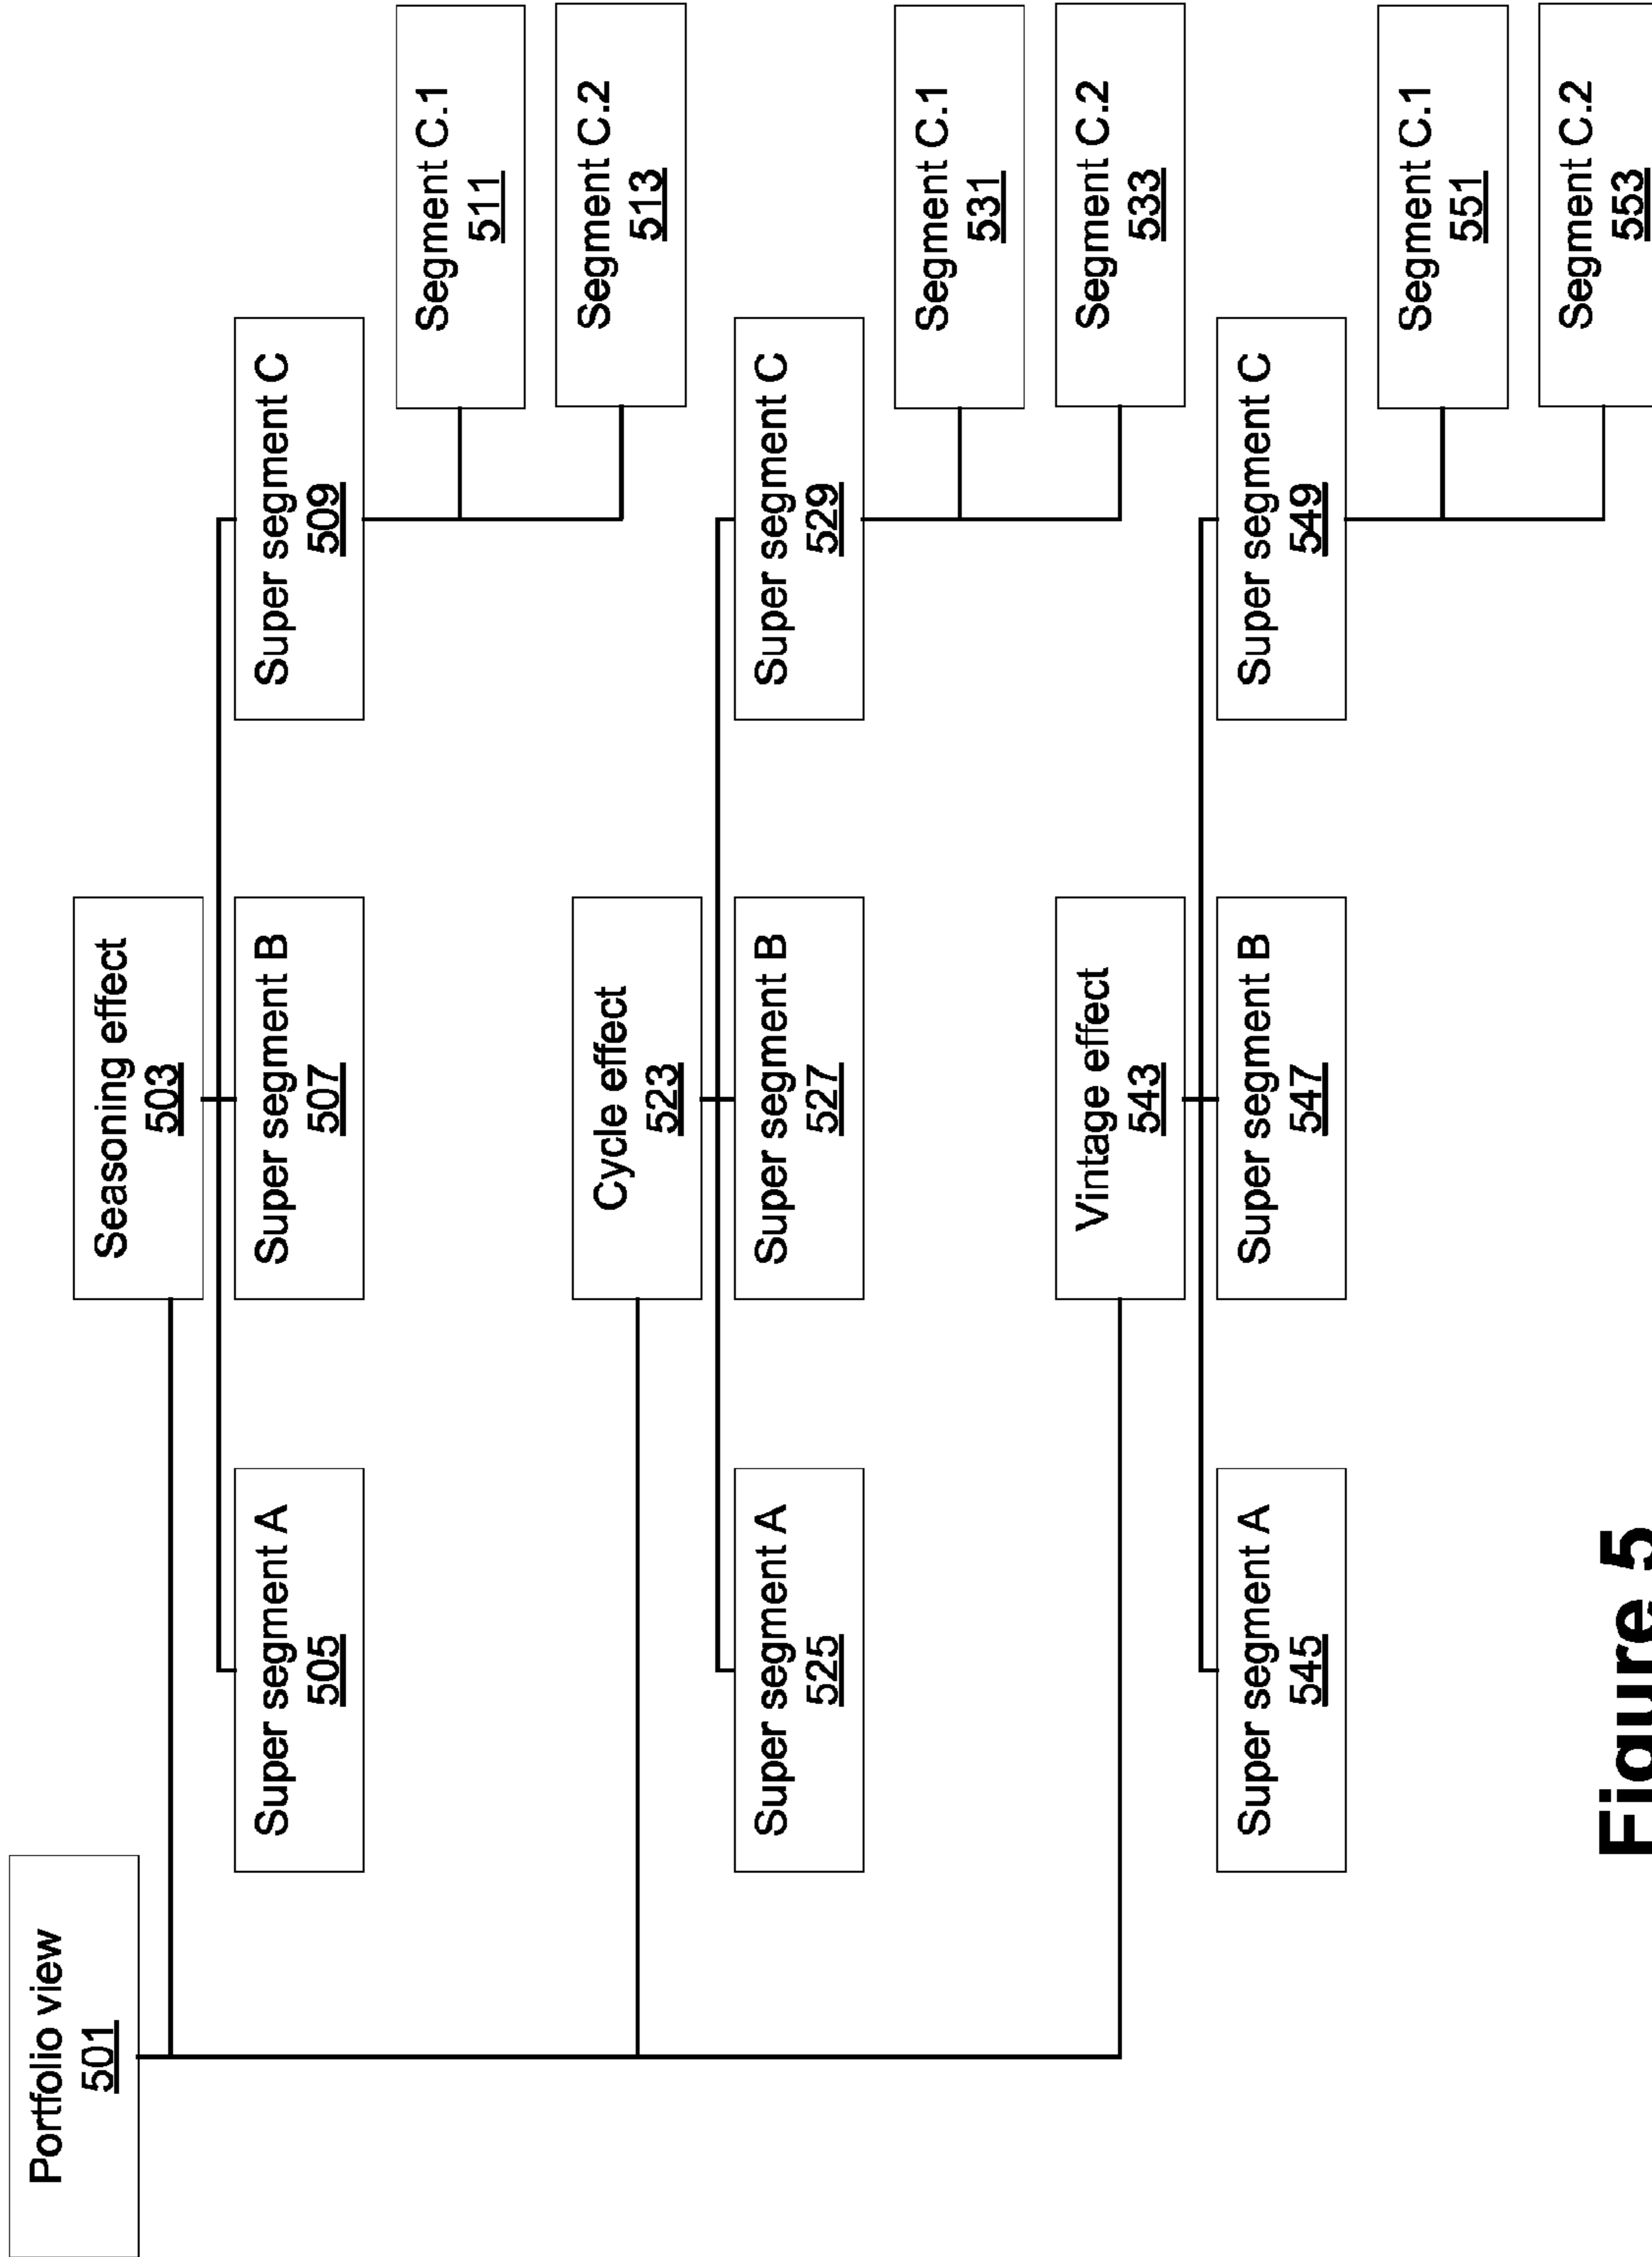 Portfolio view
501
Seasoning effect
503
Super segment A
505
Super segment B
507
Super segment C
509
Segment C.1
511
Segment C.2
513
Cycle effect
523
Super segment A
525
Super segment B
527
Super segment C
529
Segment C.1
531
Segment C.2
533
Vintage effect
543
Super segment A
545
Super segment B
547
Super segment C
549
Segment C.1
551
Segment C.2
553
Figure 5